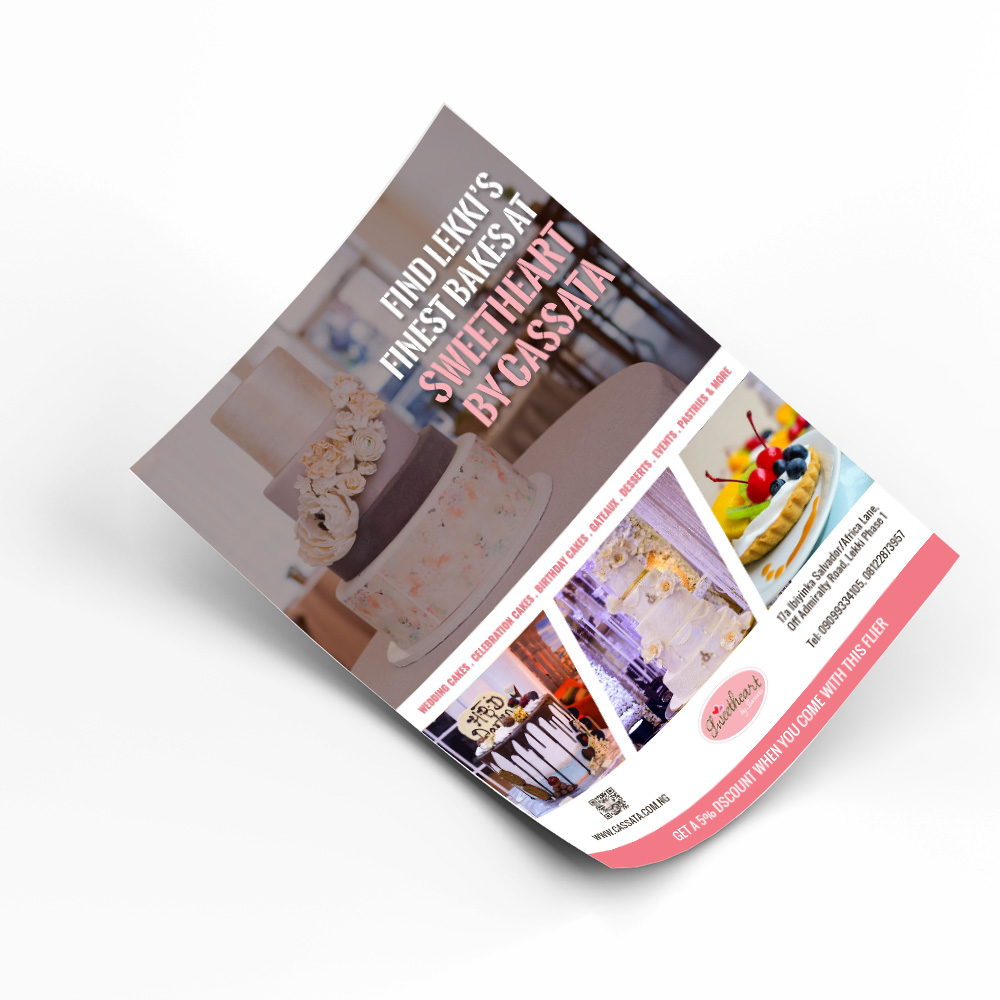 FIND LEKKI'S
FINEST BAKES AT
SWEETHEART
BY CASSATA
WEDDING CAKES . CELEBRATION CAKES . BIRTHDAY CAKES . GATEAUX . DESSERTS . EVENTS . PASTRIES & MORE
HBD
Darling
17a Ibiyinka Salvador/Africa Lane,
Off Admiralty Road, Lekki Phase 1
Tel: 09099334105, 08122873957
Sweetheart
by Cassata
WWW.CASSATA.COM.NG
GET A 5% DSCOUNT WHEN YOU COME WITH THIS FLIER